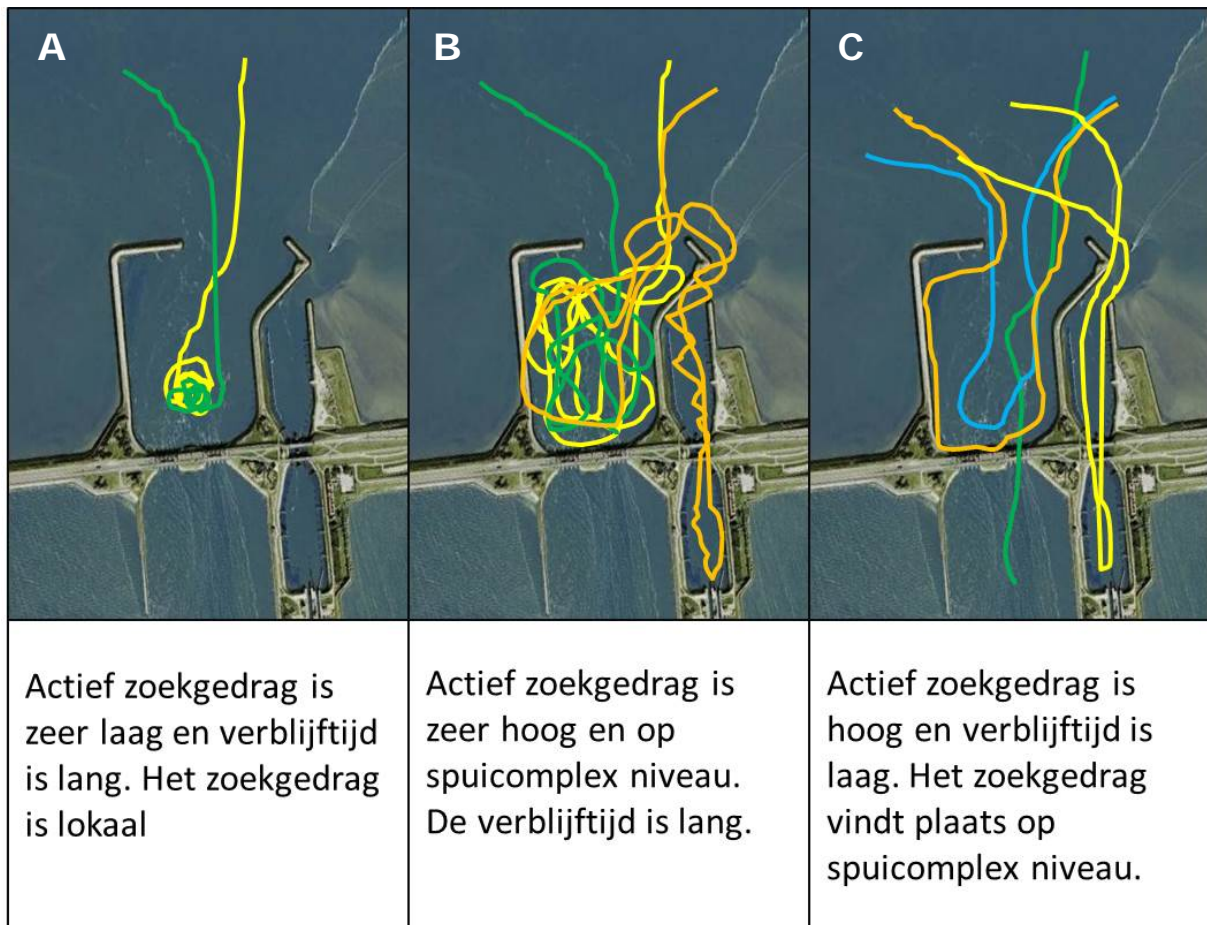 A
B
C
Actief zoekgedrag is
zeer laag en verblijftijd
is lang. Het zoekgedrag
is lokaal
Actief zoekgedrag is
zeer hoog en op
spuicomplex niveau.
De verblijftijd is lang.
Actief zoekgedrag is
hoog en verblijftijd is
laag. Het zoekgedrag
vindt plaats op
spuicomplex niveau.